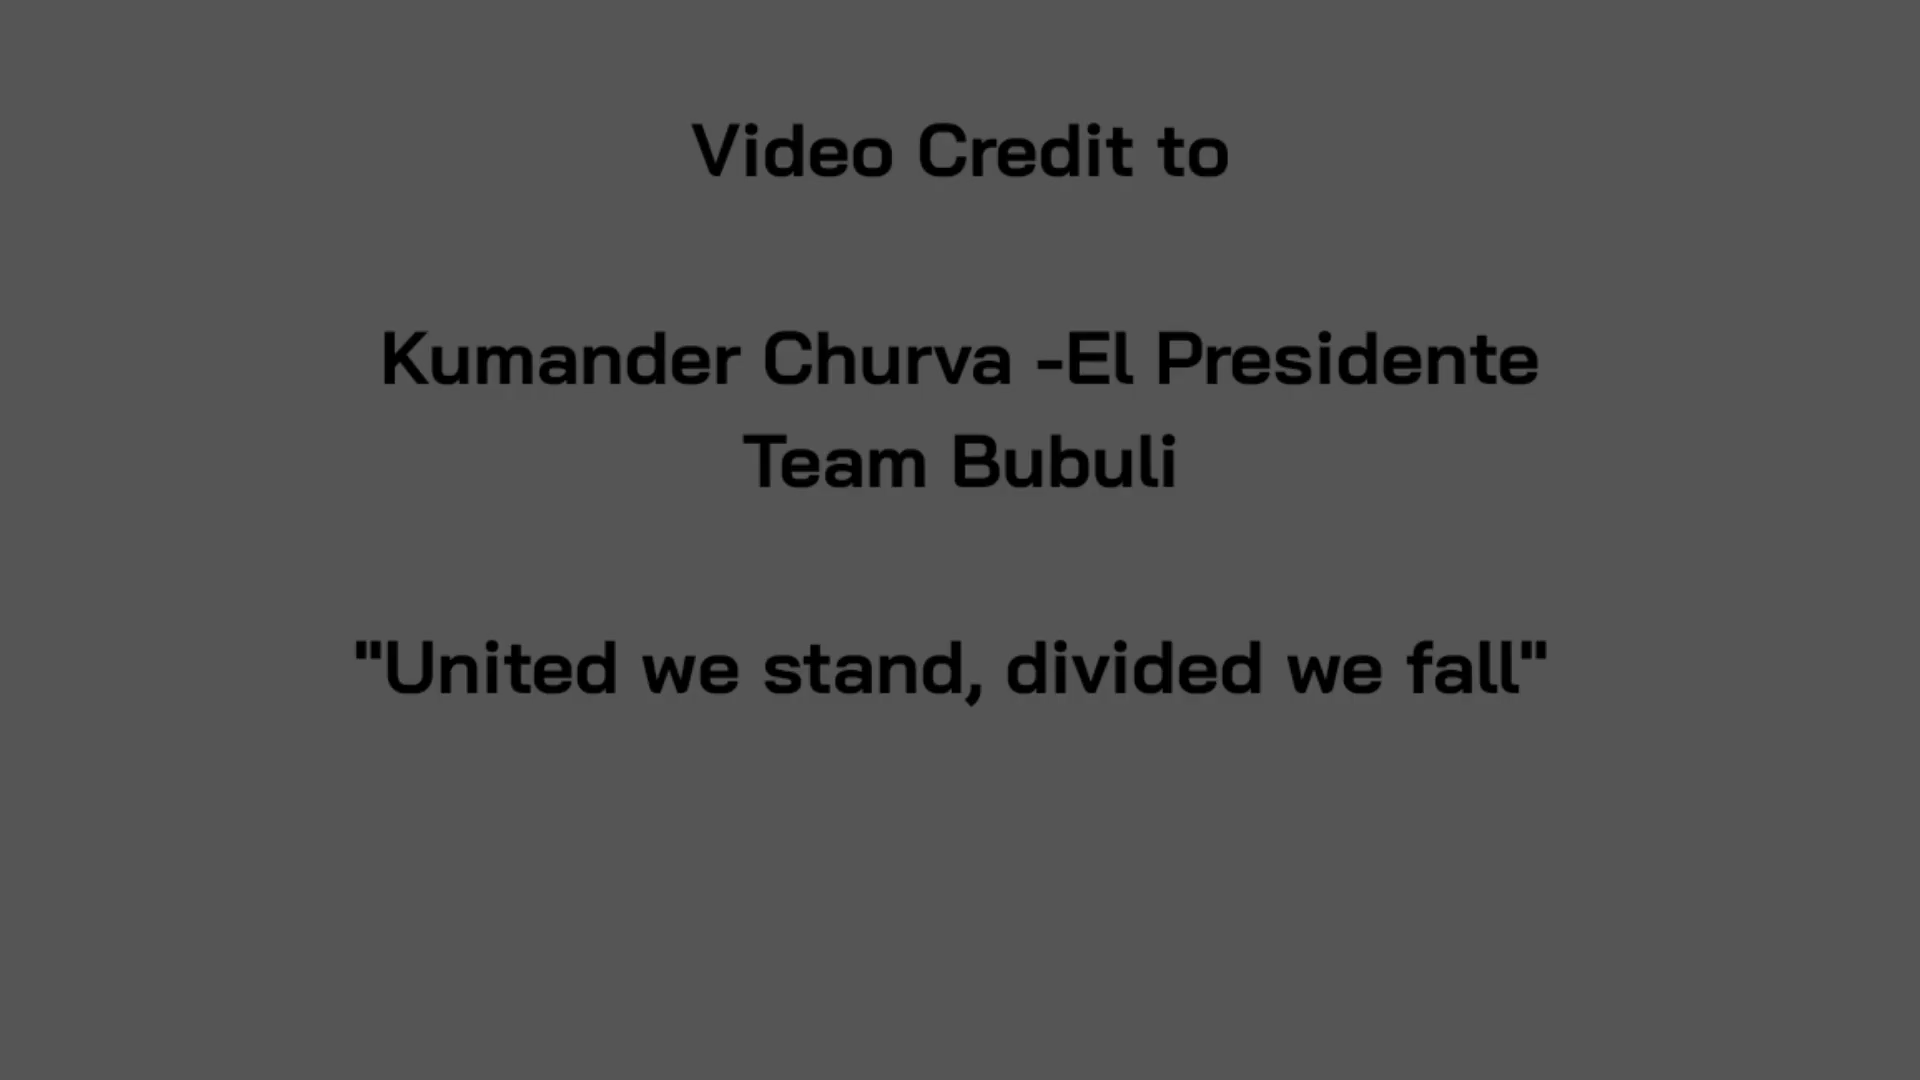 Video Credit to
Kumander Churva -El Presidente
Team Bubuli
"United we stand, divided we fall"